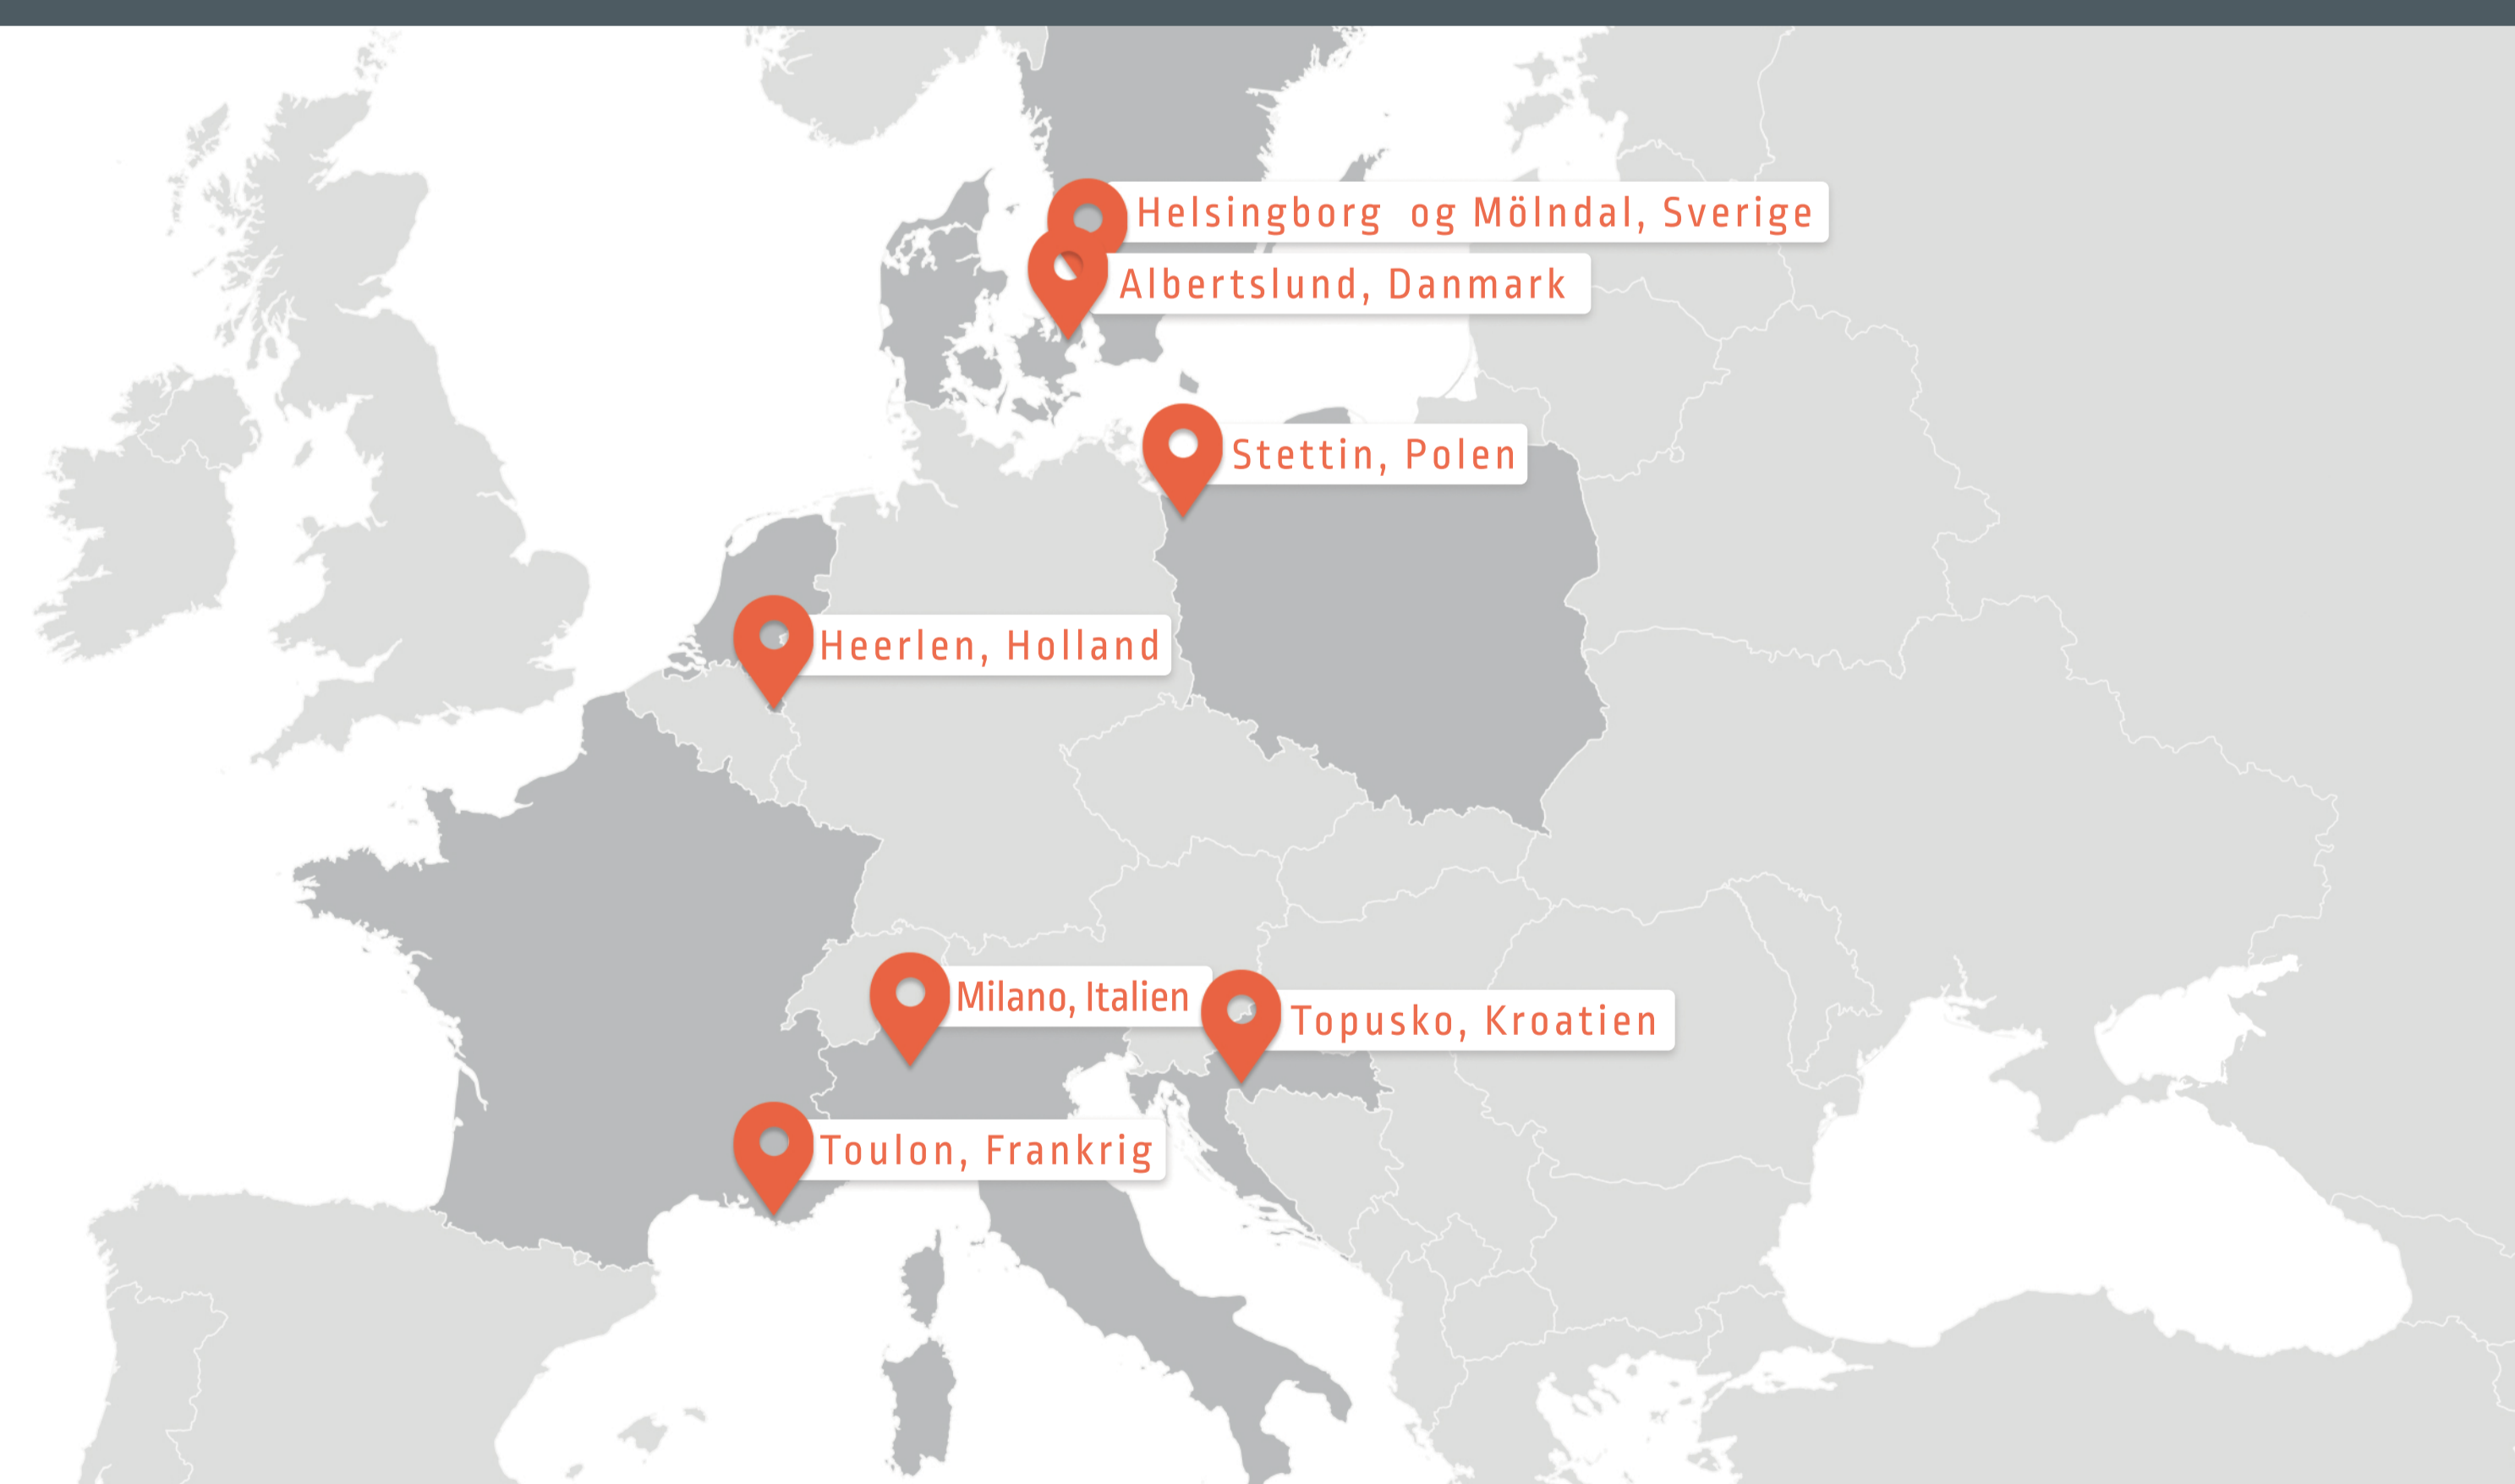 Helsingborg og Mölndal, Sverige
Albertslund, Danmark
Stettin, Polen
Heerlen, Holland
Milano, Italien
Topusko, Kroatien
Toulon, Frankrig